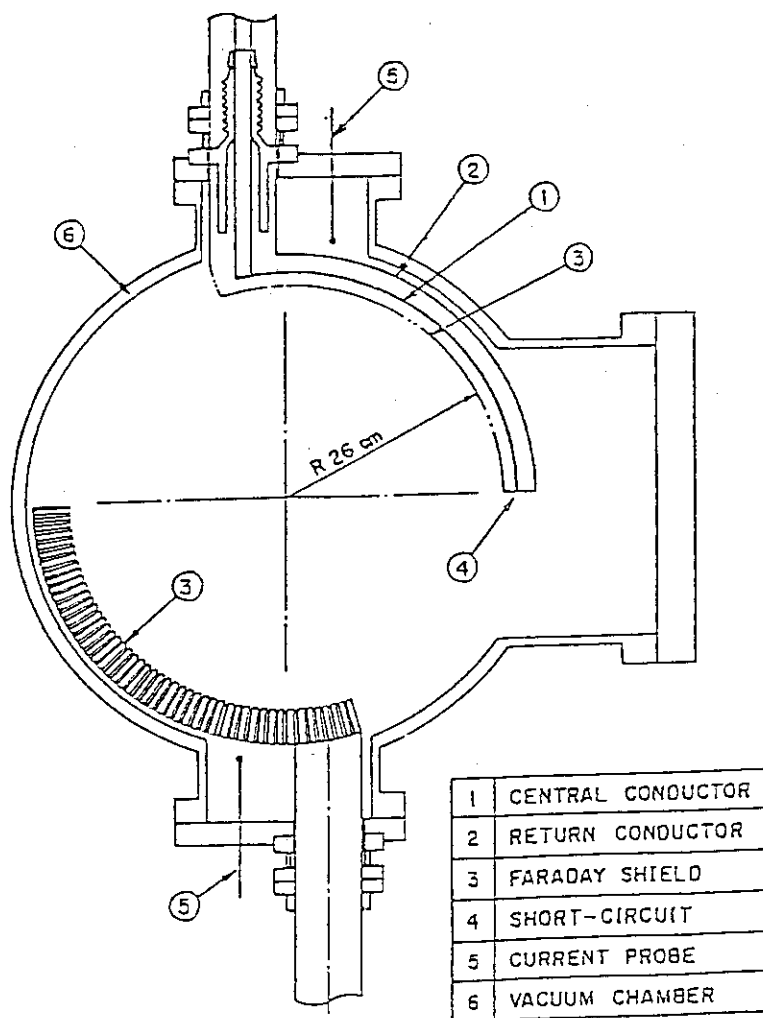 5
2
1
6
3
R 26 cm
4
3
5
1 CENTRAL CONDUCTOR
2 RETURN CONDUCTOR
3 FARADAY SHIELD
4 SHORT-CIRCUIT
5 CURRENT PROBE
6 VACUUM CHAMBER